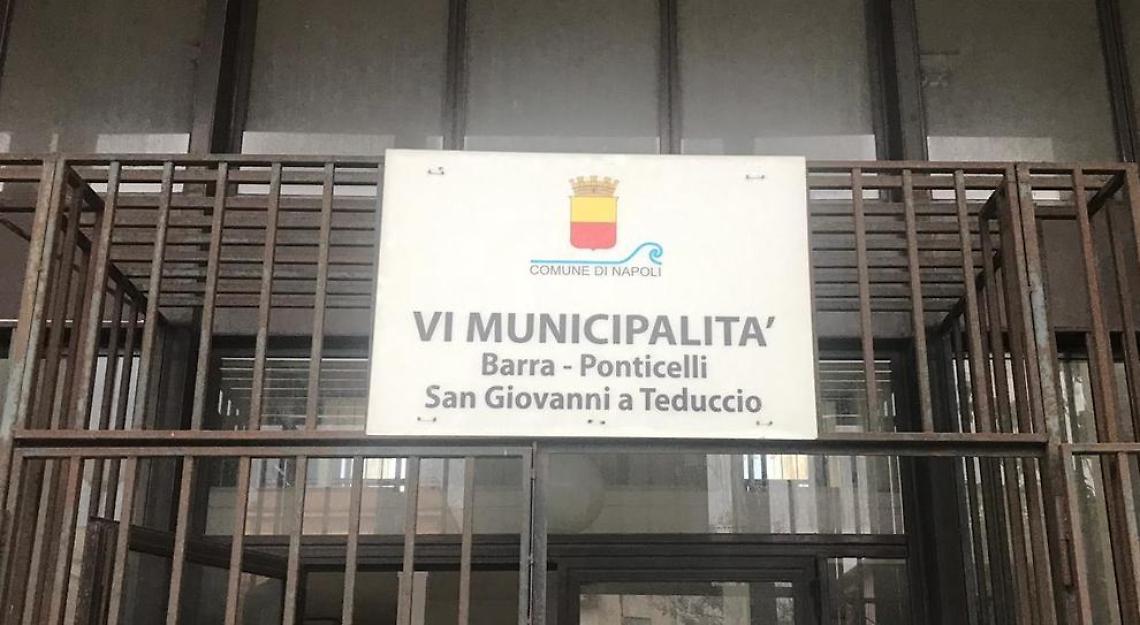 COMUNE DI NAPOLI
VI MUNICIPALITA’
Barra - Ponticelli
San Giovanni a Teduccio